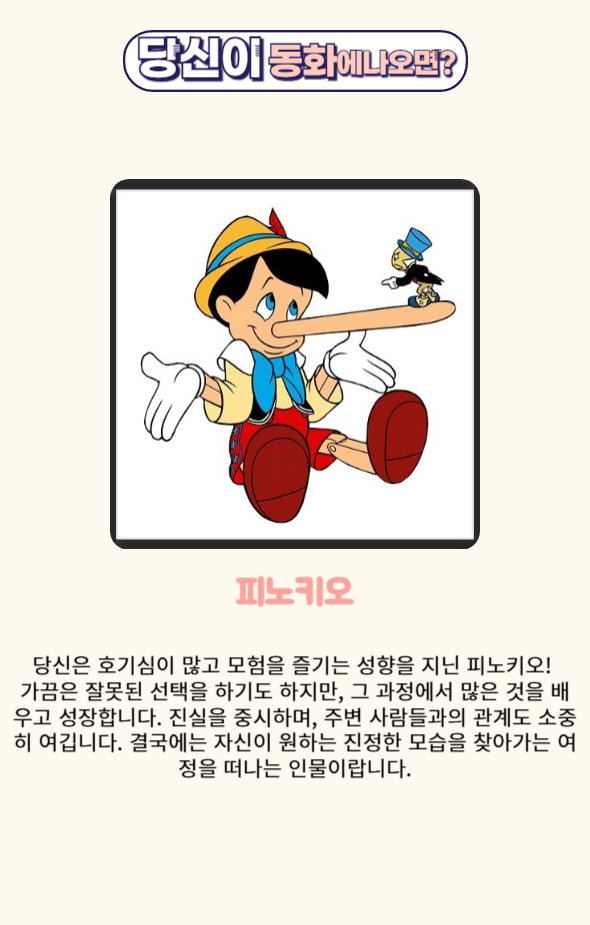 당신이 동화에나오면?
피노키오
당신은 호기심이 많고 모험을 즐기는 성향을 지닌 피노키오!
가끔은 잘못된 선택을 하기도 하지만, 그 과정에서 많은 것을 배
우고 성장합니다. 진실을 중시하며, 주변 사람들과의 관계도 소중
히 여깁니다. 결국에는 자신이 원하는 진정한 모습을 찾아가는 여
정을 떠나는 인물이랍니다.